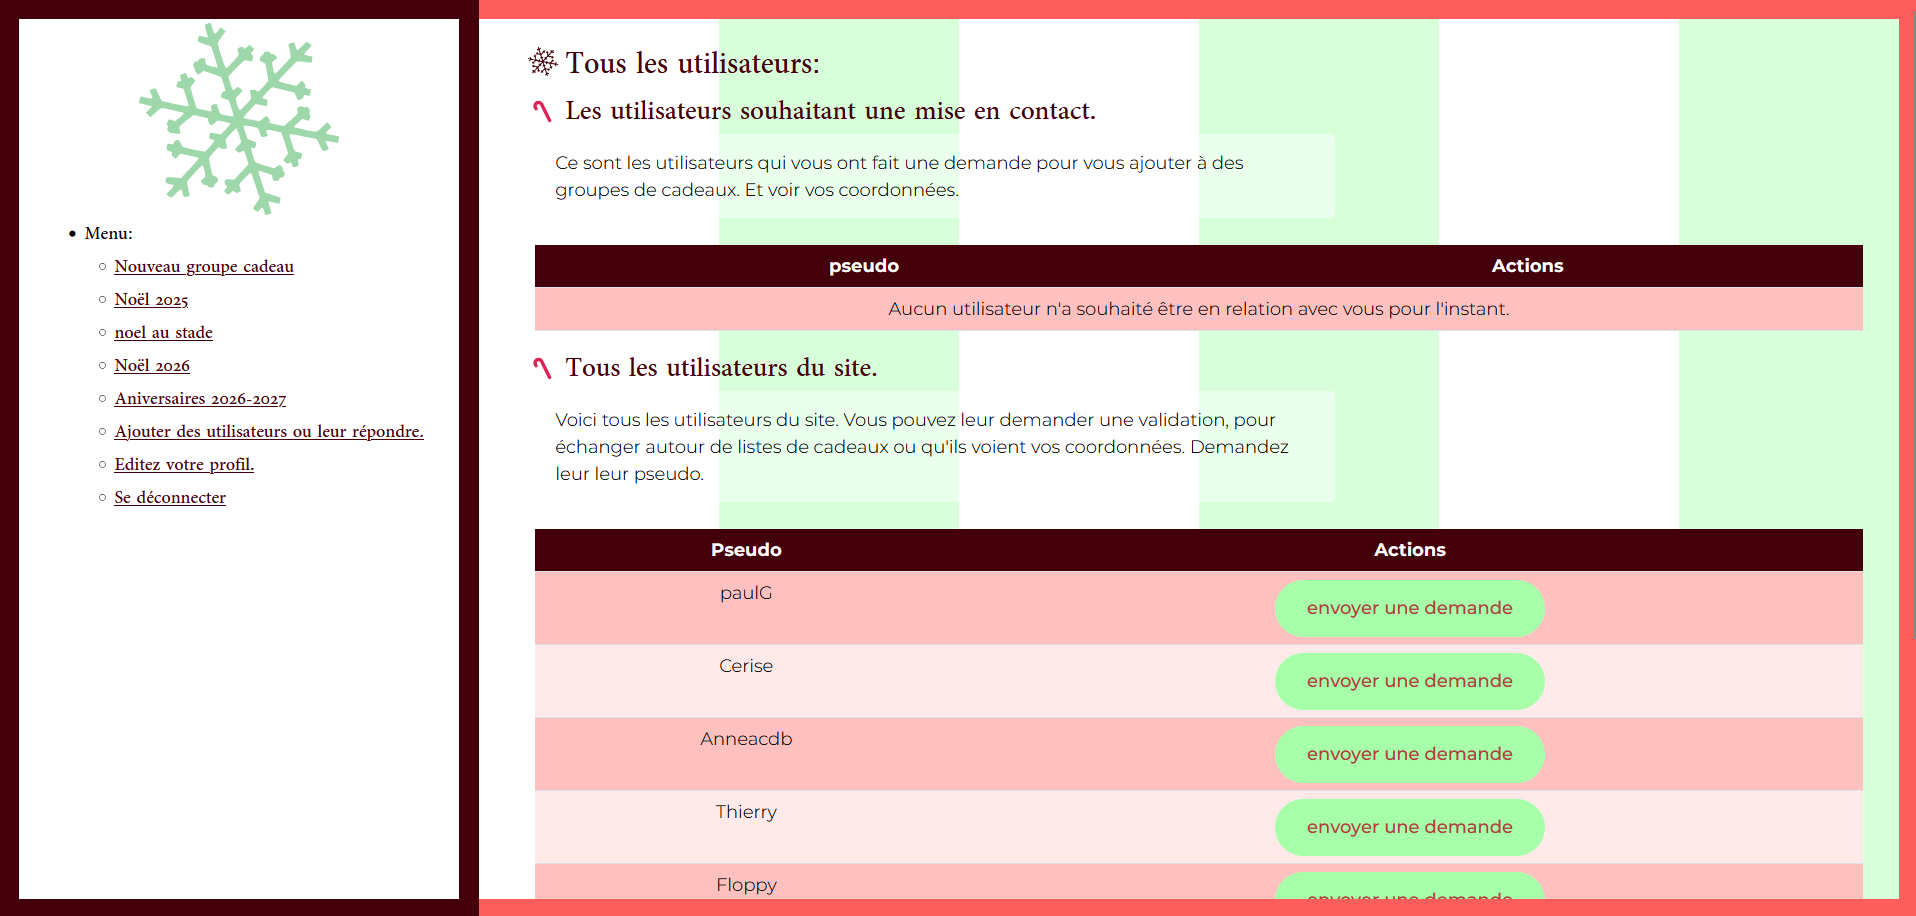 Menu:
Nouveau groupe cadeau
Noël 2025
noel au stade
Noël 2026
Aniversaires 2026-2027
Ajouter des utilisateurs ou leur répondre.
Editez votre profil.
Se déconnecter
Tous les utilisateurs:
Les utilisateurs souhaitant une mise en contact.
Ce sont les utilisateurs qui vous ont fait une demande pour vous ajouter à des
groupes de cadeaux. Et voir vos coordonnées.
pseudo Actions
Aucun utilisateur n'a souhaité être en relation avec vous pour l'instant.
Tous les utilisateurs du site.
Voici tous les utilisateurs du site. Vous pouvez leur demander une validation, pour
échanger autour de listes de cadeaux ou qu'ils voient vos coordonnées. Demandez
leur leur pseudo.
Pseudo Actions
paulG envoyer une demande
Cerise envoyer une demande
Anneacdb envoyer une demande
Thierry envoyer une demande
Floppy envoyer une demande